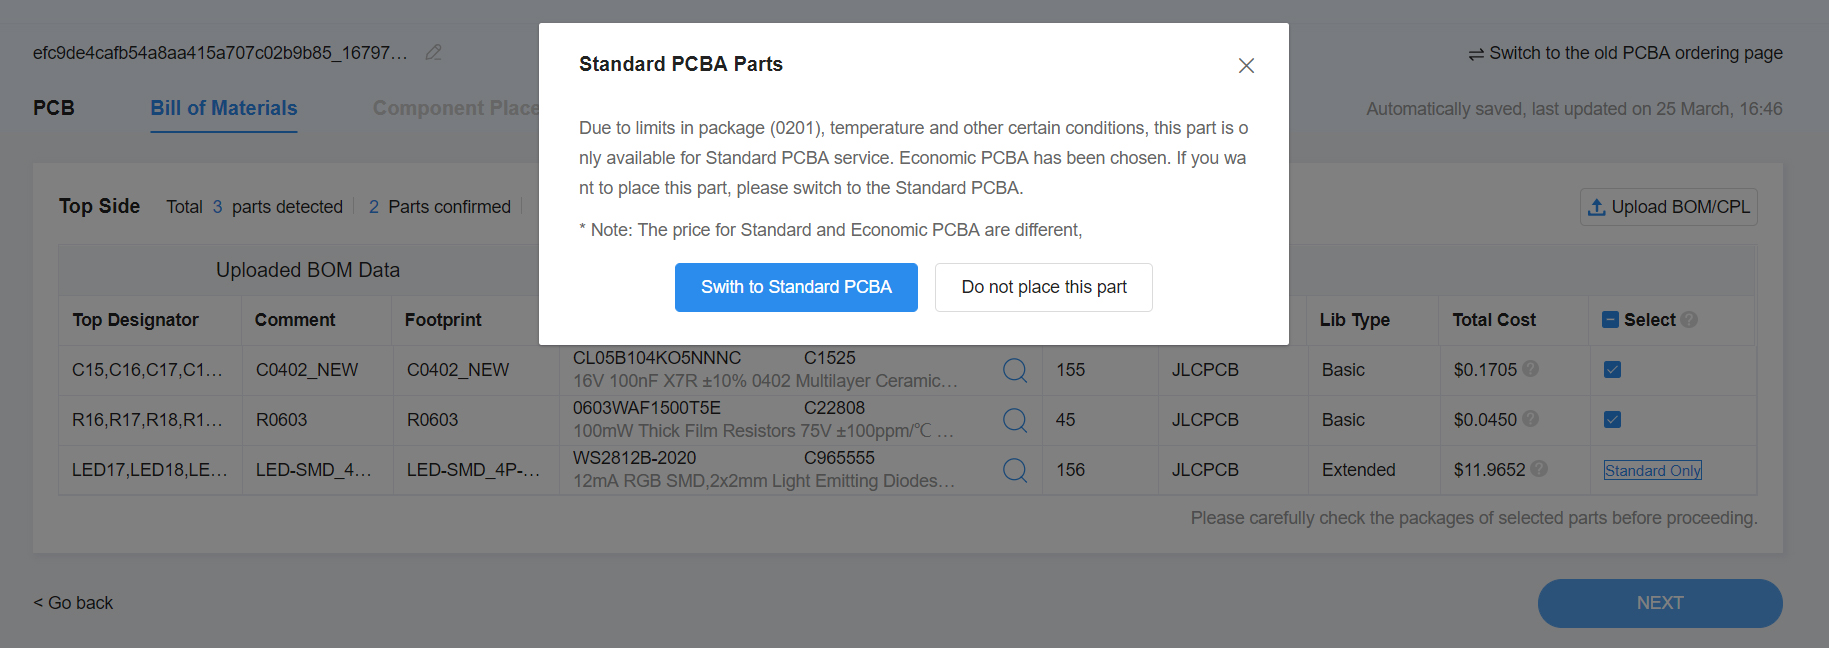 efc9de4cafb54a8aa415a707c02b9b85_16797...
Switch to the old PCBA ordering page
PCB
Bill of Materials
Component Place
Automatically saved, last updated on 25 March, 16:46
Standard PCBA Parts
Due to limits in package (0201), temperature and other certain conditions, this part is o
nly available for Standard PCBA service. Economic PCBA has been chosen. If you wa
nt to place this part, please switch to the Standard PCBA.
* Note: The price for Standard and Economic PCBA are different,
Swith to Standard PCBA
Do not place this part
Top Side Total 3 parts detected 2 Parts confirmed
Upload BOM/CPL
Uploaded BOM Data
Top Designator Comment Footprint Lib Type Total Cost Select ?
C15,C16,C17,C1... C0402_NEW C0402_NEW CL05B104KO5NNNC C1525 155 JLCPCB Basic $0.1705 ?
16V 100nF X7R ±10% 0402 Multilayer Ceramic...
R16,R17,R18,R1... R0603 R0603 0603WAF1500T5E C22808 45 JLCPCB Basic $0.0450 ?
100mW Thick Film Resistors 75V ±100ppm/℃ ...
LED17,LED18,LE... LED-SMD_4... LED-SMD_4P-... WS2812B-2020 C965555 156 JLCPCB Extended $11.9652 ? Standard Only
12mA RGB SMD,2x2mm Light Emitting Diodes...
Please carefully check the packages of selected parts before proceeding.
< Go back
NEXT